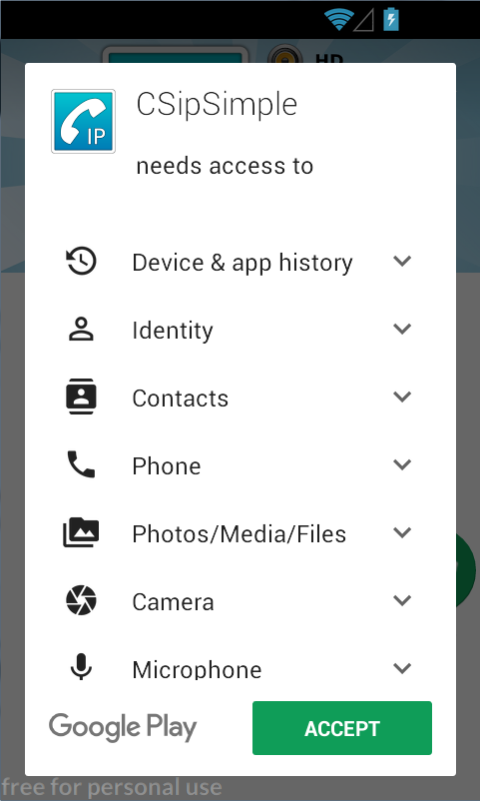 HD
IP
CSipSimple
needs access to
Device & app history
Identity
Contacts
Phone
Photos/Media/Files
Camera
Microphone
Google Play
ACCEPT
free for personal use